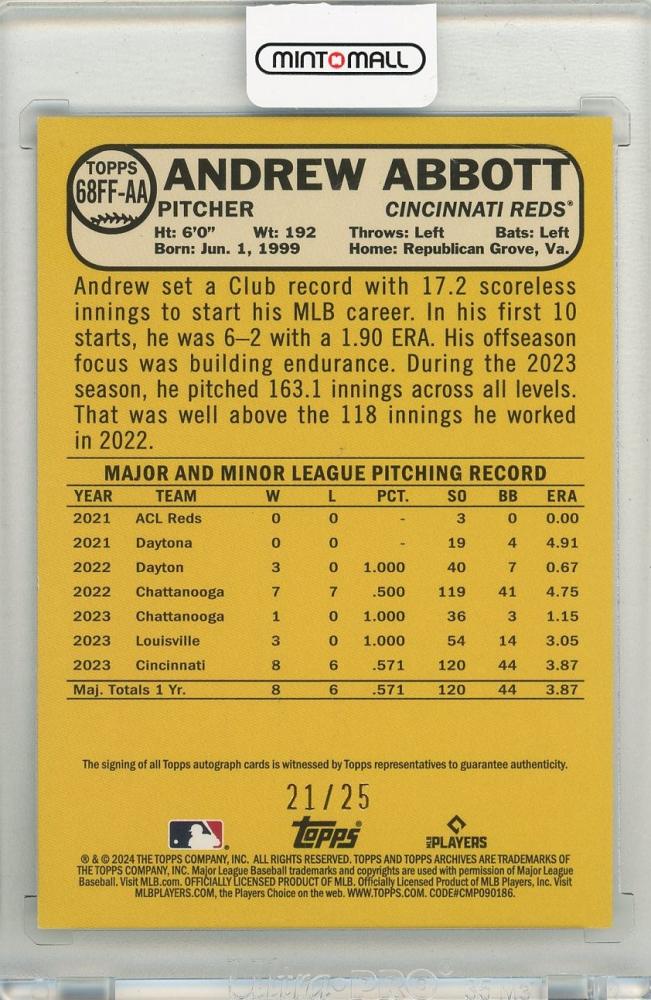 MINTMALL
TOPPS
68FF-AA
ANDREW ABBOTT
PITCHER CINCINNATI REDS®
Ht: 6'0" Wt: 192 Throws: Left Bats: Left
Born: Jun. 1, 1999 Home: Republican Grove, Va.
Andrew set a Club record with 17.2 scoreless
innings to start his MLB career. In his first 10
starts, he was 6–2 with a 1.90 ERA. His offseason
focus was building endurance. During the 2023
season, he pitched 163.1 innings across all levels.
That was well above the 118 innings he worked
in 2022.
MAJOR AND MINOR LEAGUE PITCHING RECORD
YEAR TEAM W L PCT. SO BB ERA
2021 ACL Reds 0 0 - 3 0 0.00
2021 Daytona 0 0 - 19 4 4.91
2022 Dayton 3 0 1.000 40 7 0.67
2022 Chattanooga 7 7 .500 119 41 4.75
2023 Chattanooga 1 0 1.000 36 3 1.15
2023 Louisville 3 0 1.000 54 14 3.05
2023 Cincinnati 8 6 .571 120 44 3.87
Maj. Totals 1 Yr. 8 6 .571 120 44 3.87
The signing of all Topps autograph cards is witnessed by Topps representatives to guarantee authenticity.
21/25
Topps® MLB PLAYERS
® & © 2024 THE TOPPS COMPANY, INC. ALL RIGHTS RESERVED. TOPPS AND TOPPS ARCHIVES ARE TRADEMARKS OF
THE TOPPS COMPANY, INC. Major League Baseball trademarks and copyrights are used with permission of Major League
Baseball. Visit MLB.com. OFFICIALLY LICENSED PRODUCT OF MLB. Officially Licensed Product of MLB Players, Inc. Visit
MLBPLAYERS.COM, the Players Choice on the web. WWW.TOPPS.COM. CODE#CMP090186.
Ultra PRO®